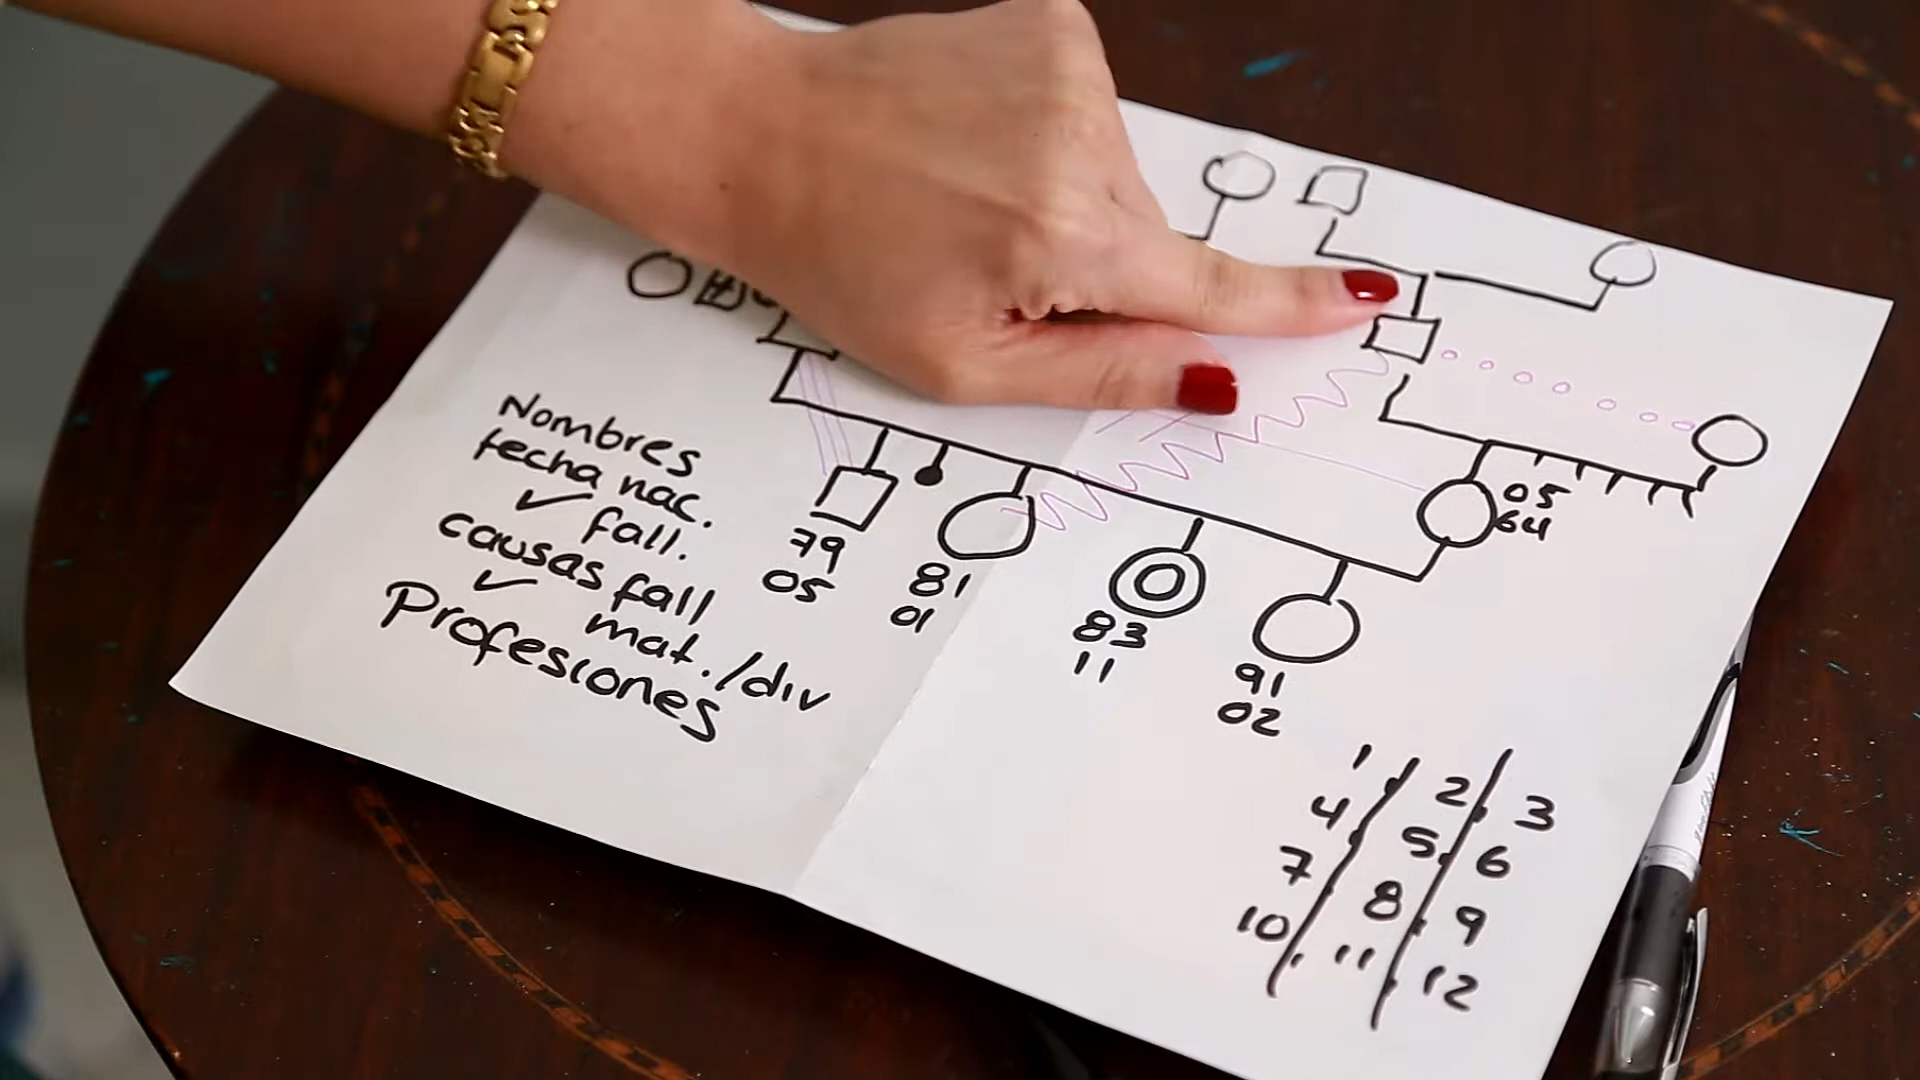 Nombres
fecha nac.
✓ fall.
causas fall
✓ mat./div
Profesiones
79
05
81
01
83
11
91
02
05
64
1 2 3
4 5 6
7 8 9
10 11 12